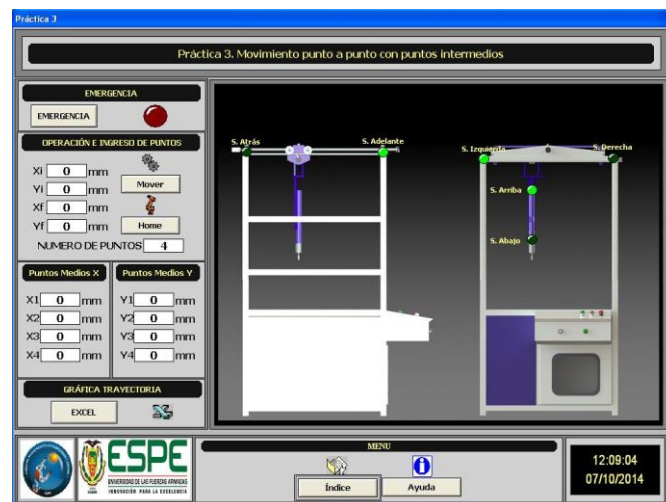 Práctica 3
Práctica 3. Movimiento punto a punto con puntos intermedios
EMERGENCIA
EMERGENCIA
OPERACIÓN E INGRESO DE PUNTOS
Xi 0 mm
Yi 0 mm
Mover
Xf 0 mm
Yf 0 mm
Home
NUMERO DE PUNTOS 4
Puntos Medios X
X1 0 mm
X2 0 mm
X3 0 mm
X4 0 mm
Puntos Medios Y
Y1 0 mm
Y2 0 mm
Y3 0 mm
Y4 0 mm
GRÁFICA TRAYECTORIA
EXCEL
S. Atrás
S. Adelante
S. Izquierda
S. Derecha
S. Arriba
S. Abajo
ESPE
UNIVERSIDAD DE LAS FUERZAS ARMADAS
INNOVACIÓN PARA LA EXCELENCIA
MENU
Índice
Ayuda
12:09:04
07/10/2014